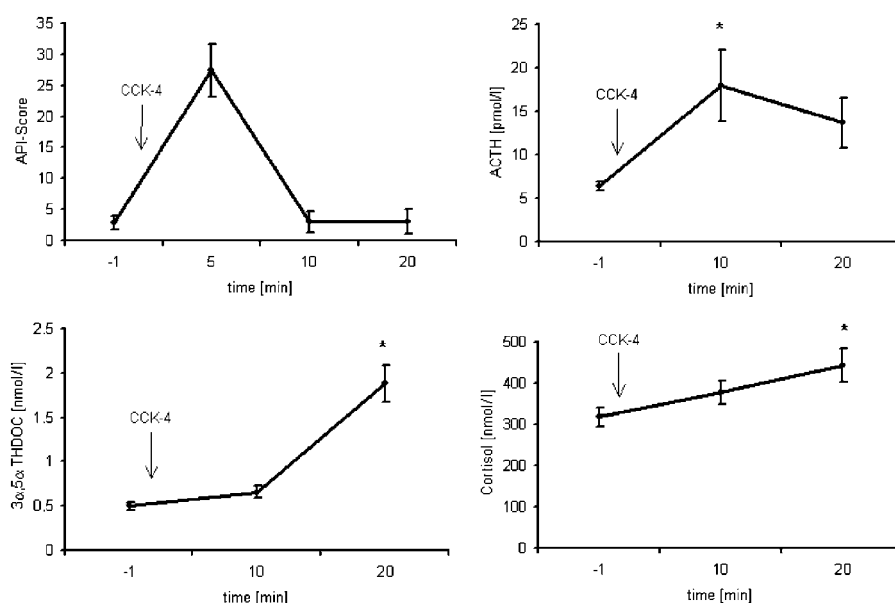 API-Score
35
30
25
20
15
10
5
0
CCK-4
-1 5 10 20
time [min]
ACTH [pmol/l]
25
20
15
10
5
0
CCK-4
*
-1 10 20
time [min]
3α,5α THDOC [nmol/l]
2.5
2
1.5
1
0.5
0
CCK-4
*
-1 10 20
time [min]
Cortisol [nmol/l]
500
400
300
200
100
0
CCK-4
*
-1 10 20
time [min]